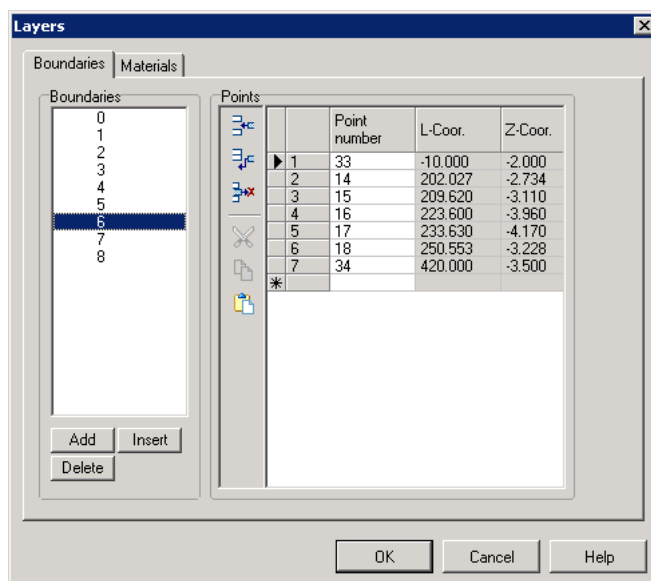 Layers
Boundaries Materials
Boundaries
0
1
2
3
4
5
6
7
8
Add Insert
Delete
Points
Point number L-Coor. Z-Coor.
1 33 -10.000 -2.000
2 14 202.027 -2.734
3 15 209.620 -3.110
4 16 223.600 -3.960
5 17 233.630 -4.170
6 18 250.553 -3.228
7 34 420.000 -3.500
OK Cancel Help